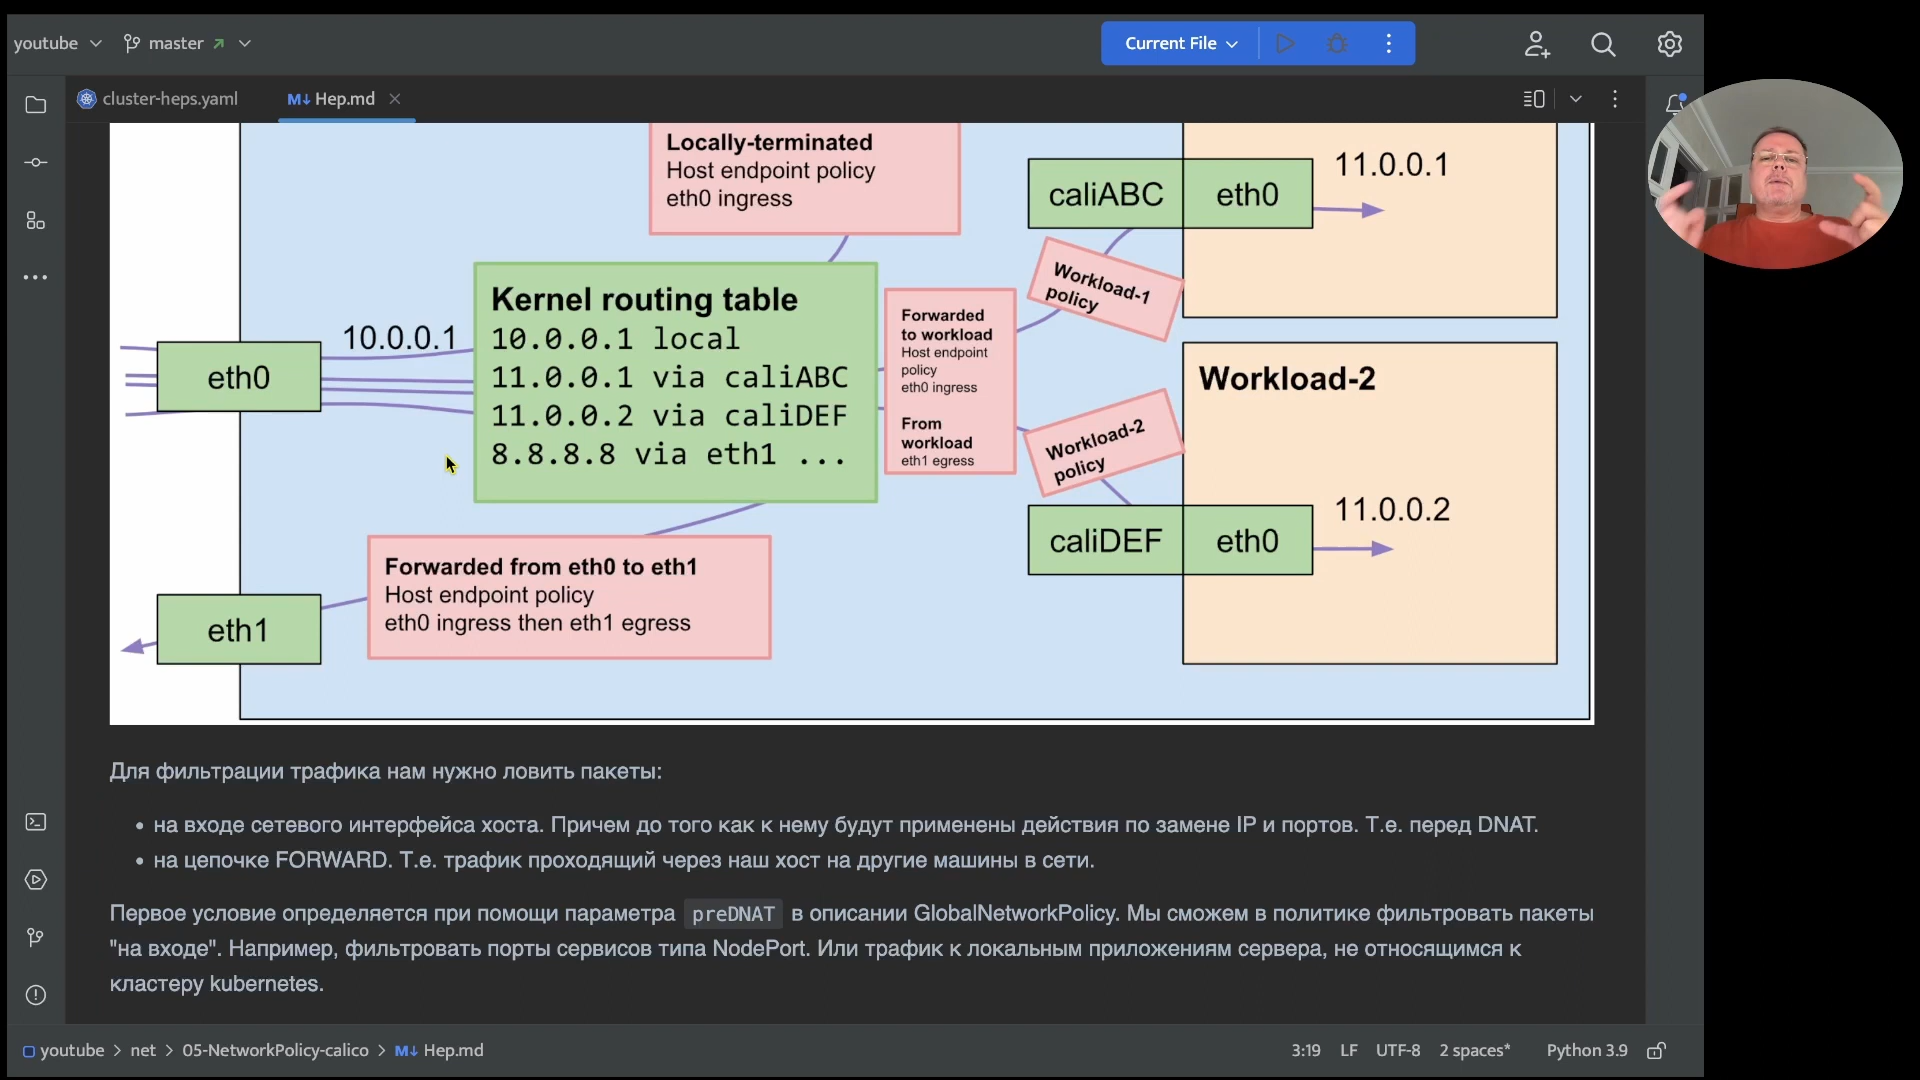 youtube
master
Current File
cluster-heps.yaml
M↓ Hep.md
Locally-terminated
Host endpoint policy
eth0 ingress
caliABC
eth0
11.0.0.1
Workload-1
policy
Kernel routing table
10.0.0.1 local
11.0.0.1 via caliABC
11.0.0.2 via caliDEF
8.8.8.8 via eth1 ...
10.0.0.1
eth0
Forwarded
to workload
Host endpoint
policy
eth0 ingress
From
workload
eth1 egress
Workload-2
Workload-2
policy
caliDEF
eth0
11.0.0.2
Forwarded from eth0 to eth1
Host endpoint policy
eth0 ingress then eth1 egress
eth1
Для фильтрации трафика нам нужно ловить пакеты:
• на входе сетевого интерфейса хоста. Причем до того как к нему будут применены действия по замене IP и портов. Т.е. перед DNAT.
• на цепочке FORWARD. Т.е. трафик проходящий через наш хост на другие машины в сети.
Первое условие определяется при помощи параметра preDNAT в описании GlobalNetworkPolicy. Мы сможем в политике фильтровать пакеты
"на входе". Например, фильтровать порты сервисов типа NodePort. Или трафик к локальным приложениям сервера, не относящимся к
кластеру kubernetes.
youtube > net > 05-NetworkPolicy-calico > M↓ Hep.md
3:19 LF UTF-8 2 spaces* Python 3.9